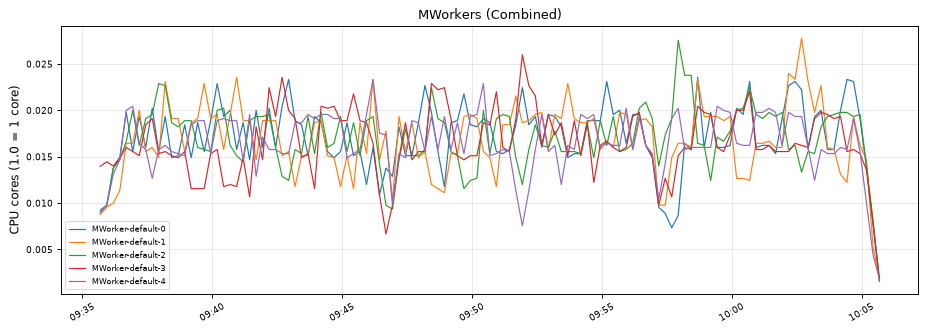 MWorkers (Combined)
CPU cores (1.0 = 1 core)
0.025
0.020
0.015
0.010
0.005
MWorker-default-0
MWorker-default-1
MWorker-default-2
MWorker-default-3
MWorker-default-4
09:35
09:40
09:45
09:50
09:55
10:00
10:05